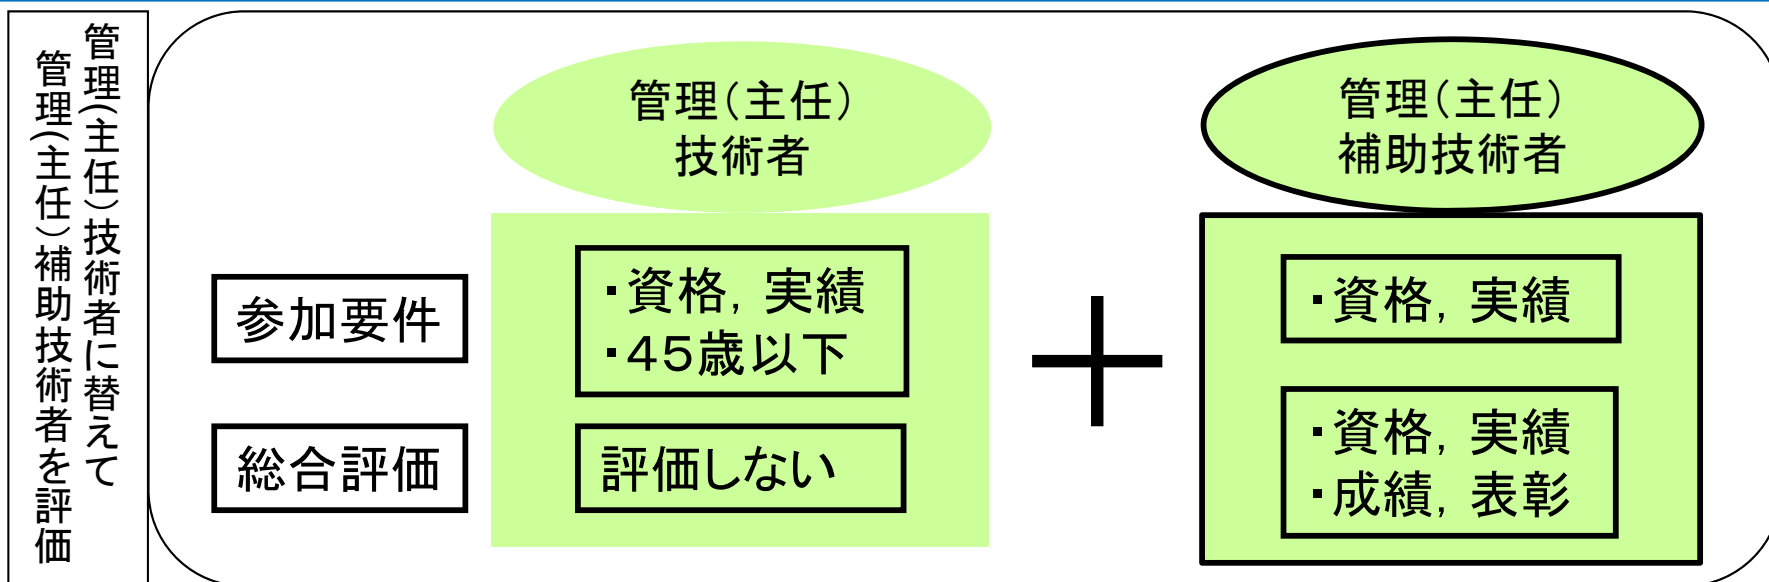 管理(主任)技術者に替えて
管理(主任)補助技術者を評価
管理(主任)
技術者
管理(主任)
補助技術者
参加要件
・資格，実績
・４５歳以下
・資格，実績
総合評価
評価しない
・資格，実績
・成績，表彰